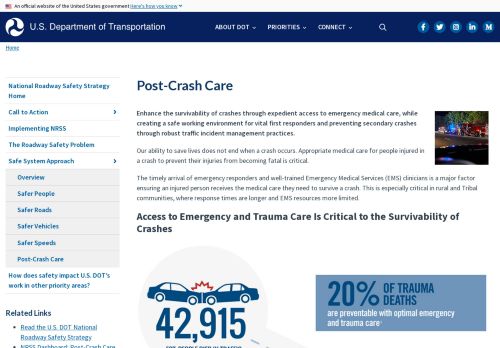 An official website of the United States government Here's how you know
U.S. Department of Transportation
ABOUT DOT
PRIORITIES
CONNECT
Home
National Roadway Safety Strategy
Home
Call to Action
Implementing NRSS
The Roadway Safety Problem
Safe System Approach
Overview
Safer People
Safer Roads
Safer Vehicles
Safer Speeds
Post-Crash Care
How does safety impact U.S. DOT's
work in other priority areas?
Related Links
Read the U.S. DOT National
Roadway Safety Strategy
NRSS Dashboard: Post-Crash Care
Post-Crash Care
Enhance the survivability of crashes through expedient access to emergency medical care, while
creating a safe working environment for vital first responders and preventing secondary crashes
through robust traffic incident management practices.
Our ability to save lives does not end when a crash occurs. Appropriate medical care for people injured in
a crash to prevent their injuries from becoming fatal is critical.
The timely arrival of emergency responders and well-trained Emergency Medical Services (EMS) clinicians is a major factor
ensuring an injured person receives the medical care they need to survive a crash. This is especially critical in rural and Tribal
communities, where response times are longer and EMS resources more limited.
Access to Emergency and Trauma Care Is Critical to the Survivability of
Crashes
42,915
20% OF TRAUMA
DEATHS
are preventable with optimal emergency
and trauma care